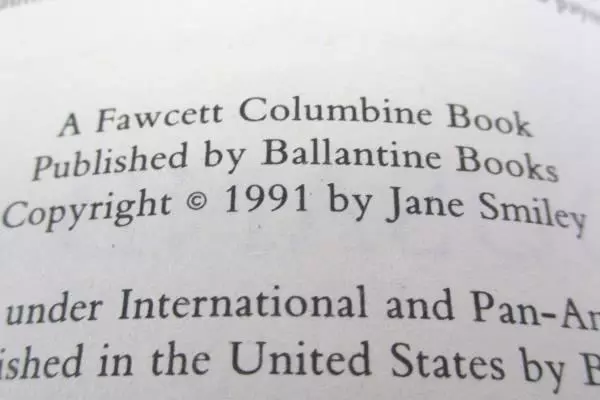 A Fawcett Columbine Book
Published by Ballantine Books
Copyright © 1991 by Jane Smiley
under International and Pan-
in the United States by